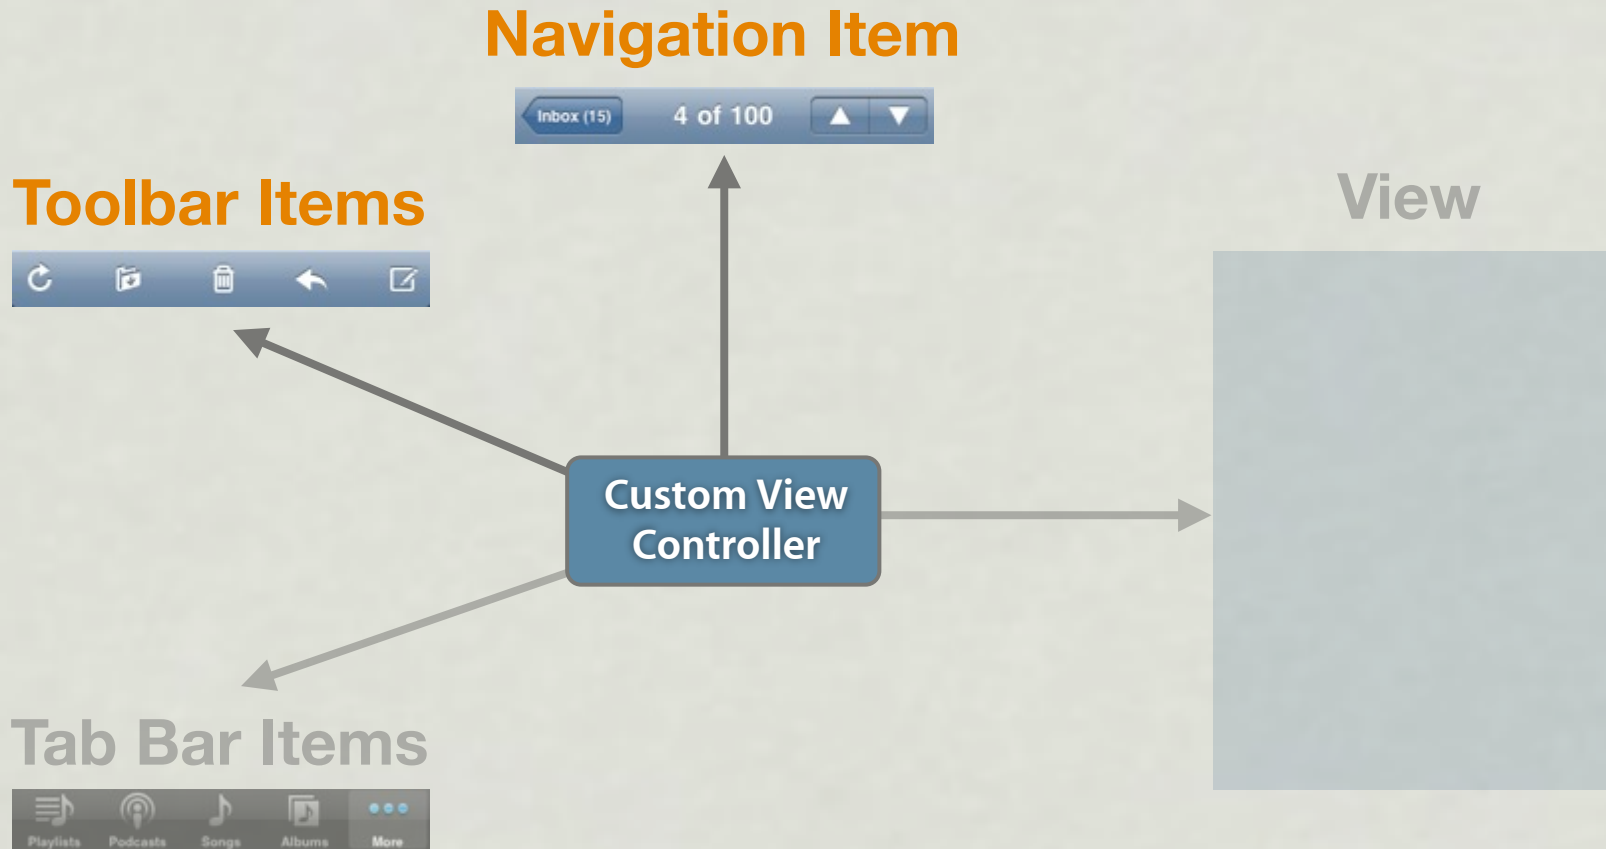 Navigation Item
Inbox (15)
4 of 100
Toolbar Items
View
Custom View
Controller
Tab Bar Items
Playlists Podcasts Songs Albums More